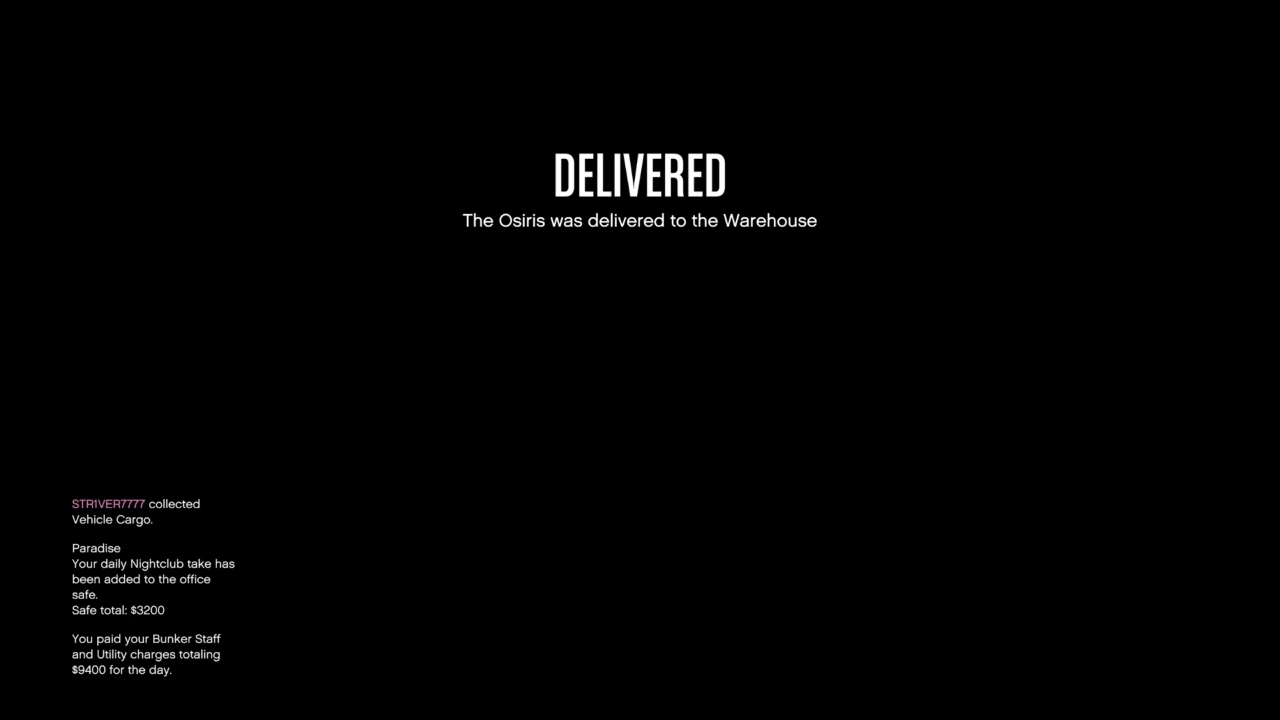 DELIVERED
The Osiris was delivered to the Warehouse
STR1VER7777 collected
Vehicle Cargo.
Paradise
Your daily Nightclub take has
been added to the office
safe.
Safe total: $3200
You paid your Bunker Staff
and Utility charges totaling
$9400 for the day.